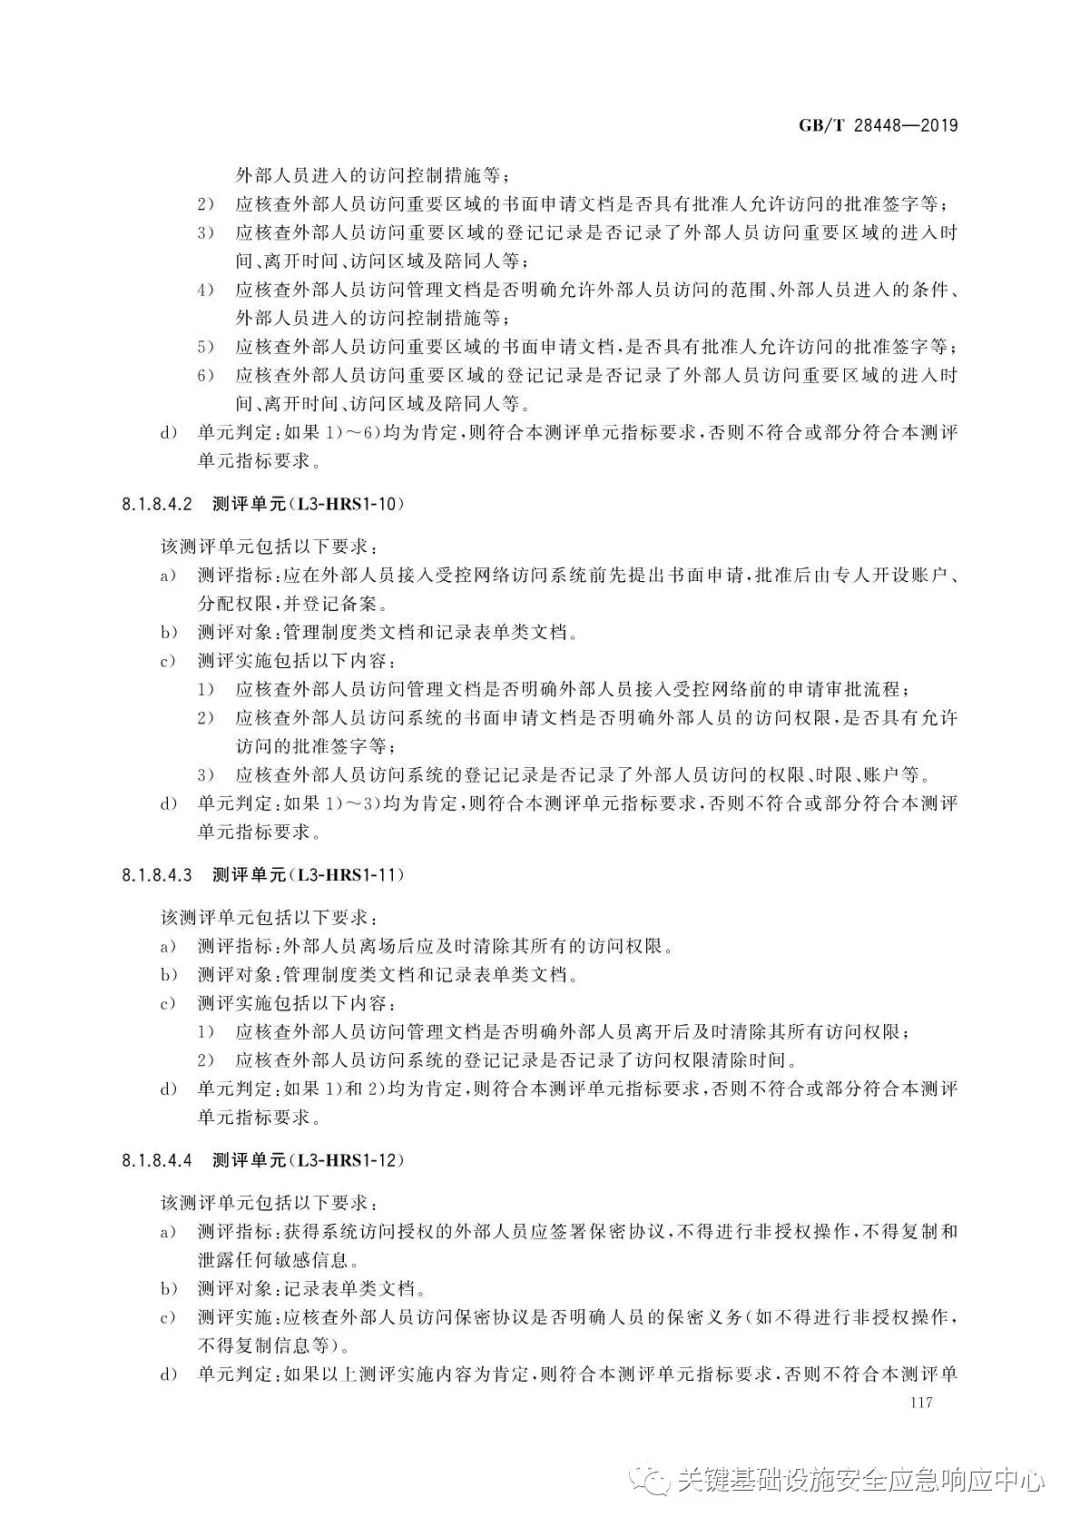 GB/T 28448—2019
外部人员进入的访问控制措施等；
2) 应核查外部人员访问重要区域的书面申请文档是否具有批准人允许访问的批准签字等；
3) 应核查外部人员访问重要区域的登记记录是否记录了外部人员访问重要区域的进入时
间、离开时间、访问区域及陪同人等；
4) 应核查外部人员访问管理文档是否明确允许外部人员访问的范围、外部人员进入的条件、
外部人员进入的访问控制措施等；
5) 应核查外部人员访问重要区域的书面申请文档，是否具有批准人允许访问的批准签字等；
6) 应核查外部人员访问重要区域的登记记录是否记录了外部人员访问重要区域的进入时
间、离开时间、访问区域及陪同人等。
d) 单元判定：如果 1)～6)均为肯定，则符合本测评单元指标要求，否则不符合或部分符合本测评
单元指标要求。
8.1.8.4.2 测评单元(L3-HRS1-10)
该测评单元包括以下要求：
a) 测评指标：应在外部人员接入受控网络访问系统前先提出书面申请，批准后由专人开设账户、
分配权限，并登记备案。
b) 测评对象：管理制度类文档和记录表单类文档。
c) 测评实施包括以下内容：
1) 应核查外部人员访问管理文档是否明确外部人员接入受控网络前的申请审批流程；
2) 应核查外部人员访问系统的书面申请文档是否明确外部人员的访问权限，是否具有允许
访问的批准签字等；
3) 应核查外部人员访问系统的登记记录是否记录了外部人员访问的权限、时限、账户等。
d) 单元判定：如果 1)～3)均为肯定，则符合本测评单元指标要求，否则不符合或部分符合本测评
单元指标要求。
8.1.8.4.3 测评单元(L3-HRS1-11)
该测评单元包括以下要求：
a) 测评指标：外部人员离场后应及时清除其所有的访问权限。
b) 测评对象：管理制度类文档和记录表单类文档。
c) 测评实施包括以下内容：
1) 应核查外部人员访问管理文档是否明确外部人员离开后及时清除其所有访问权限；
2) 应核查外部人员访问系统的登记记录是否记录了访问权限清除时间。
d) 单元判定：如果 1)和 2)均为肯定，则符合本测评单元指标要求，否则不符合或部分符合本测评
单元指标要求。
8.1.8.4.4 测评单元(L3-HRS1-12)
该测评单元包括以下要求：
a) 测评指标：获得系统访问授权的外部人员应签署保密协议，不得进行非授权操作，不得复制和
泄露任何敏感信息。
b) 测评对象：记录表单类文档。
c) 测评实施：应核查外部人员访问保密协议是否明确人员的保密义务(如不得进行非授权操作，
不得复制信息等)。
d) 单元判定：如果以上测评实施内容为肯定，则符合本测评单元指标要求，否则不符合本测评单
117
关键基础设施安全应急响应中心